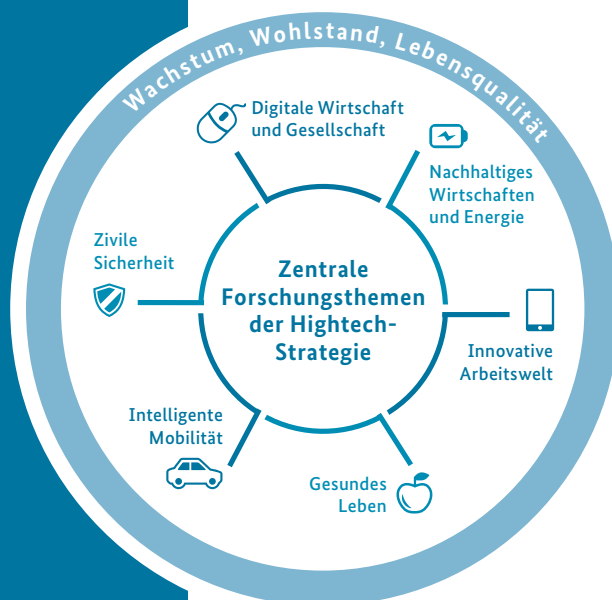 Wachstum, Wohlstand, Lebensqualität
Digitale Wirtschaft
und Gesellschaft
Nachhaltiges
Wirtschaften
und Energie
Zivile
Sicherheit
Zentrale
Forschungsthemen
der Hightech-
Strategie
Innovative
Arbeitswelt
Intelligente
Mobilität
Gesundes
Leben